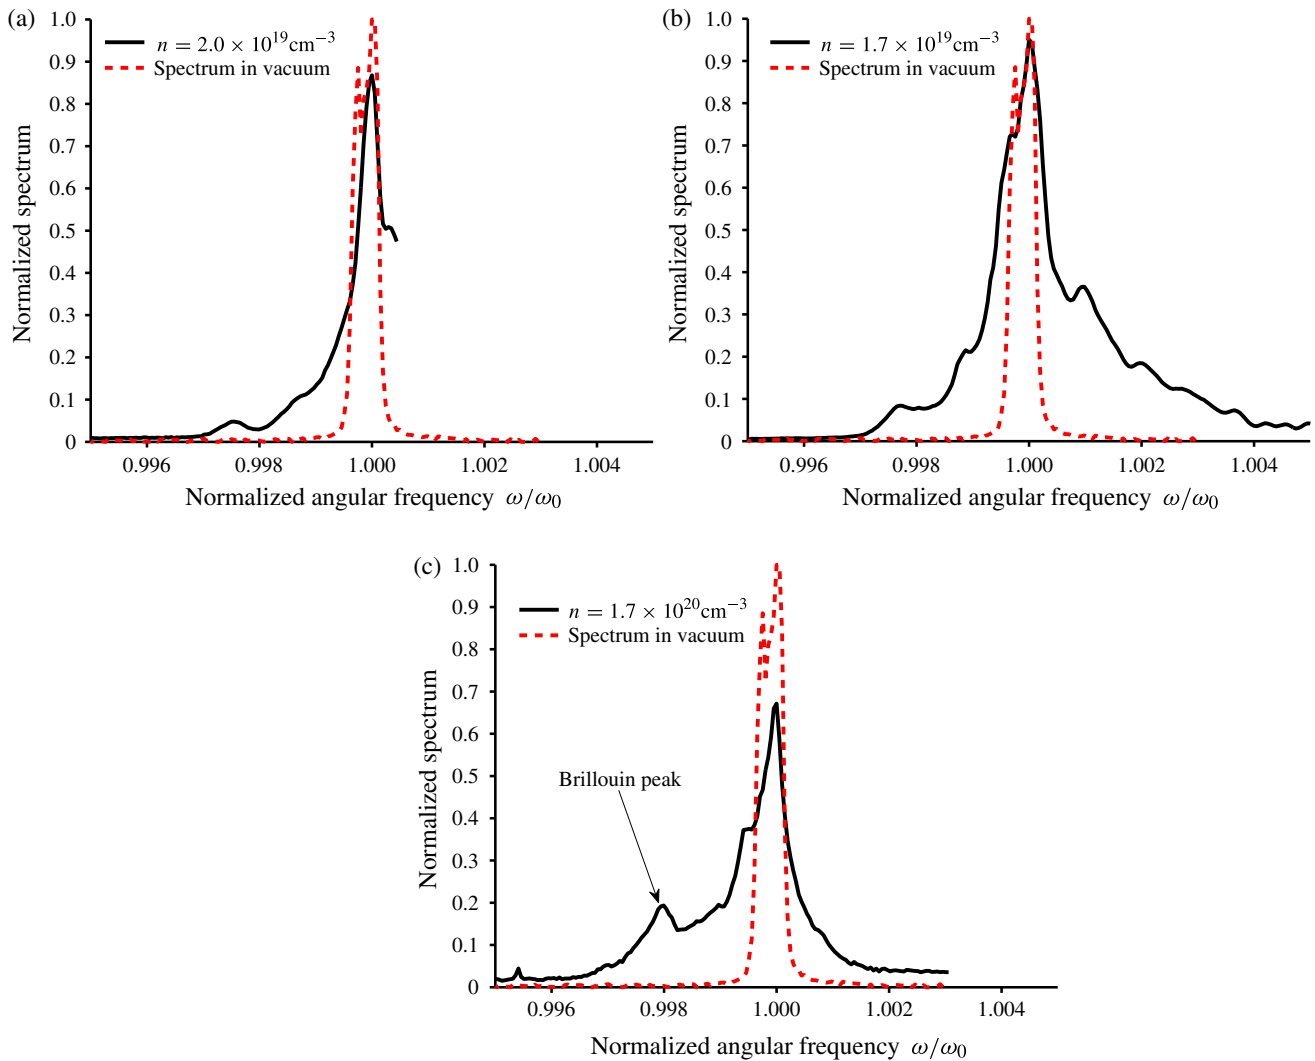 (a)
n = 2.0 × 10¹⁹cm⁻³
Spectrum in vacuum
Normalized spectrum
1.0
0.9
0.8
0.7
0.6
0.5
0.4
0.3
0.2
0.1
0
0.996 0.998 1.000 1.002 1.004
Normalized angular frequency ω/ω₀
(b)
n = 1.7 × 10¹⁹cm⁻³
Spectrum in vacuum
Normalized spectrum
1.0
0.9
0.8
0.7
0.6
0.5
0.4
0.3
0.2
0.1
0
0.996 0.998 1.000 1.002 1.004
Normalized angular frequency ω/ω₀
(c)
n = 1.7 × 10²⁰cm⁻³
Spectrum in vacuum
Brillouin peak
Normalized spectrum
1.0
0.9
0.8
0.7
0.6
0.5
0.4
0.3
0.2
0.1
0
0.996 0.998 1.000 1.002 1.004
Normalized angular frequency ω/ω₀